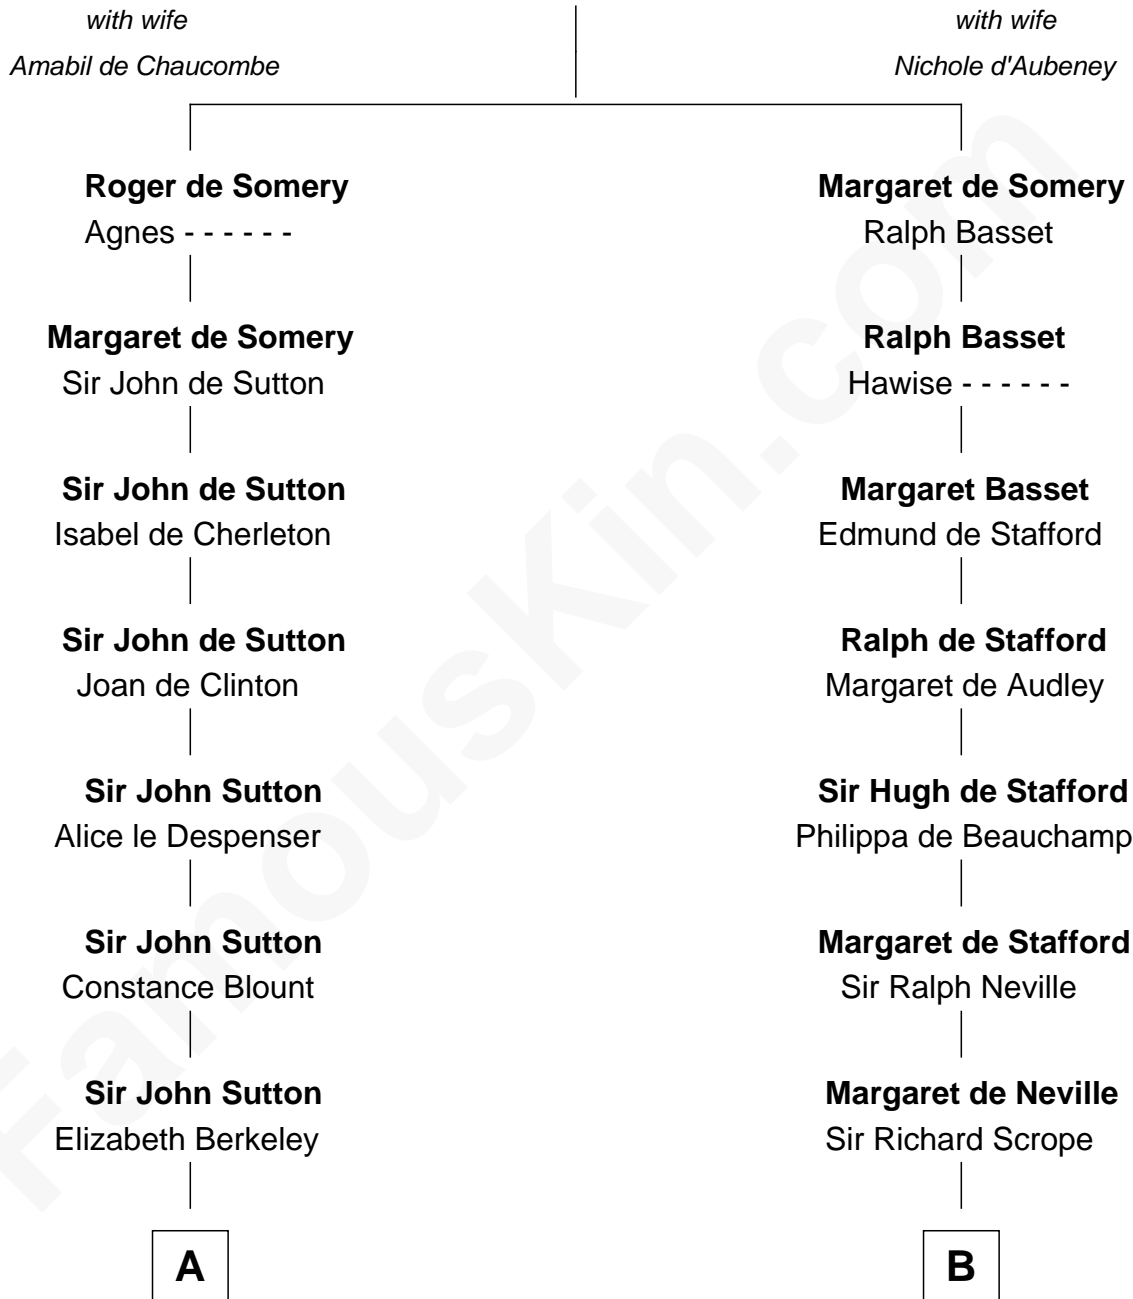 with wife
with wife
Amabil de Chaucombe
Nichole d'Aubeney
Roger de Somery
Margaret de Somery
Agnes - - - - - -
Ralph Basset
Margaret de Somery
Ralph Basset
Sir John de Sutton
Hawise - - - - - -
Sir John de Sutton
Margaret Basset
Isabel de Cherleton
Edmund de Stafford
Sir John de Sutton
Ralph de Stafford
Joan de Clinton
Margaret de Audley
Sir John Sutton
Sir Hugh de Stafford
Alice le Despenser
Philippa de Beauchamp
Sir John Sutton
Margaret de Stafford
Constance Blount
Sir Ralph Neville
Sir John Sutton
Margaret de Neville
Elizabeth Berkeley
Sir Richard Scrope
A
B
FamousKin.com